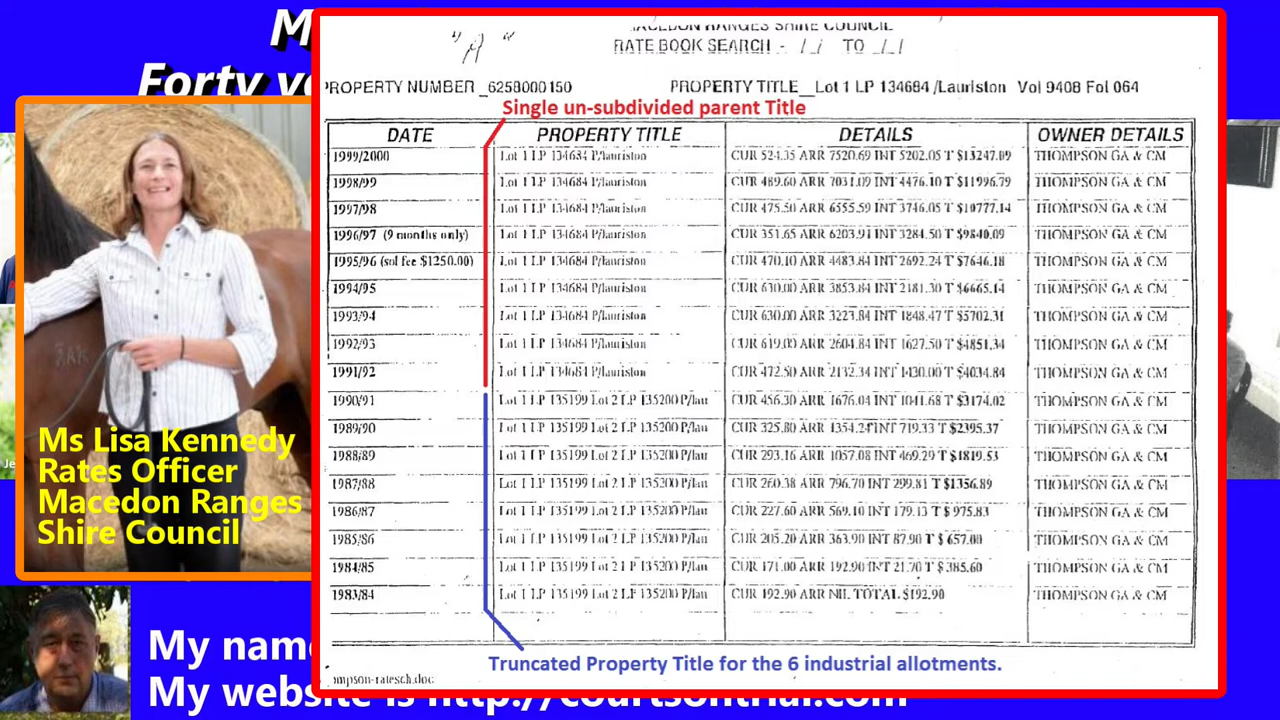 M
Forty ye
"A"
MACEDON RANGES SHIRE COUNCIL
RATE BOOK SEARCH - / / TO / /
PROPERTY NUMBER _6258000150 PROPERTY TITLE__Lot 1 LP 134684 /Lauriston Vol 9408 Fol 064
Single un-subdivided parent Title
DATE PROPERTY TITLE DETAILS OWNER DETAILS
1999/2000 Lot 1 LP 134684 P/lauriston CUR 524.35 ARR 7520.69 INT 5202.05 T $13247.09 THOMPSON GA & CM
1998/99 Lot 1 LP 134684 P/lauriston CUR 489.60 ARR 7031.09 INT 4476.10 T $11996.79 THOMPSON GA & CM
1997/98 Lot 1 LP 134684 P/lauriston CUR 475.50 ARR 6555.59 INT 3746.05 T $10777.14 THOMPSON GA & CM
1996/97 (9 months only) Lot 1 LP 134684 P/lauriston CUR 351.65 ARR 6203.91 INT 3284.50 T $9840.09 THOMPSON GA & CM
1995/96 (sol fee $1250.00) Lot 1 LP 134684 P/lauriston CUR 470.10 ARR 4483.84 INT 2692.24 T $7646.18 THOMPSON GA & CM
1994/95 Lot 1 LP 134684 P/lauriston CUR 630.00 ARR 3853.84 INT 2181.30 T $6665.14 THOMPSON GA & CM
1993/94 Lot 1 LP 134684 P/lauriston CUR 630.00 ARR 3223.84 INT 1848.47 T $5702.31 THOMPSON GA & CM
1992/93 Lot 1 LP 134684 P/lauriston CUR 619.00 ARR 2604.84 INT 1627.50 T $4851.34 THOMPSON GA & CM
1991/92 Lot 1 LP 134684 P/lauriston CUR 472.50 ARR 2132.34 INT 1430.00 T $4034.84 THOMPSON GA & CM
1990/91 Lot 1 LP 135199 Lot 2 LP 135200 P/lau CUR 456.30 ARR 1676.04 INT 1041.68 T $3174.02 THOMPSON GA & CM
1989/90 Lot 1 LP 135199 Lot 2 LP 135200 P/lau CUR 325.80 ARR 1354.24 INT 719.33 T $2395.37 THOMPSON GA & CM
1988/89 Lot 1 LP 135199 Lot 2 LP 135200 P/lau CUR 293.16 ARR 1057.08 INT 469.29 T $1819.53 THOMPSON GA & CM
1987/88 Lot 1 LP 135199 Lot 2 LP 135200 P/lau CUR 260.38 ARR 796.70 INT 299.81 T $1356.89 THOMPSON GA & CM
1986/87 Lot 1 LP 135199 Lot 2 LP 135200 P/lau CUR 227.60 ARR 569.10 INT 179.13 T $ 975.83 THOMPSON GA & CM
1985/86 Lot 1 LP 135199 Lot 2 LP 135200 P/lau CUR 205.20 ARR 363.90 INT 87.90 T $ 657.00 THOMPSON GA & CM
1984/85 Lot 1 LP 135199 Lot 2 LP 135200 P/lau CUR 171.00 ARR 192.90 INT 21.70 T $ 385.60 THOMPSON GA & CM
1983/84 Lot 1 LP 135199 Lot 2 LP 135200 P/lau CUR 192.90 ARR NIL TOTAL $192.90 THOMPSON GA & CM
Truncated Property Title for the 6 industrial allotments.
mpson-ratesch.doc
Ms Lisa Kennedy
Rates Officer
Macedon Ranges
Shire Council
Je
My name
My website is http://courtsontrial.com